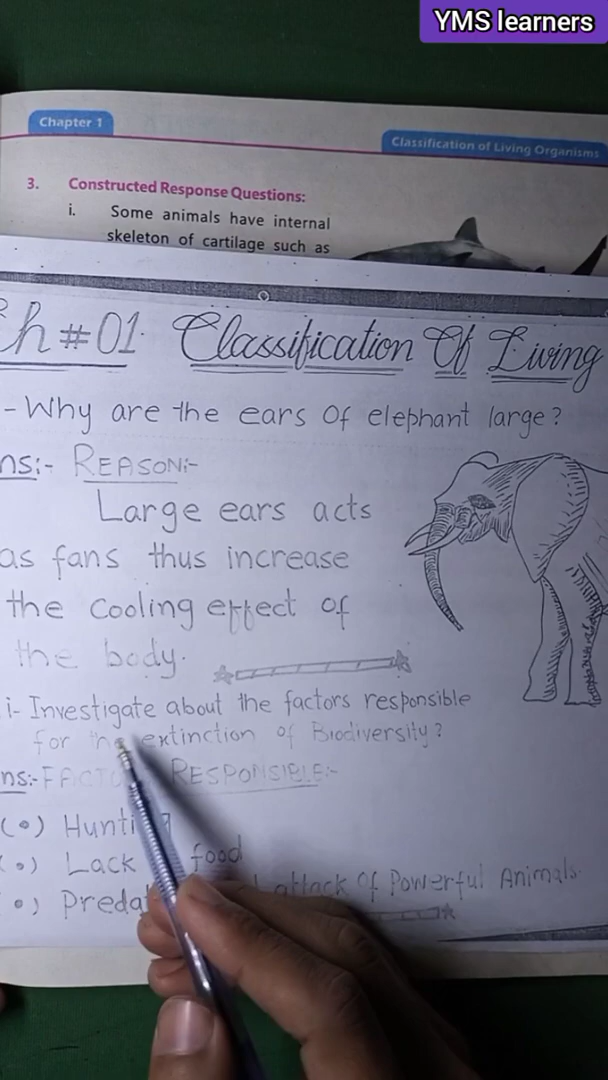 YMS learners
Chapter 1
Classification of Living Organisms
3. Constructed Response Questions:
i. Some animals have internal
skeleton of cartilage such as
Ch #01. Classification Of Living
- Why are the ears of elephant large?
ns:- REASON:-
Large ears acts
as fans thus increase
the cooling effect of
the body.
i- Investigate about the factors responsible
for the extinction of Biodiversity?
ns:- RESPONSIBLE:-
(•) Hunti
(•) Lack food
•) Preda attack of Powerful Animals.